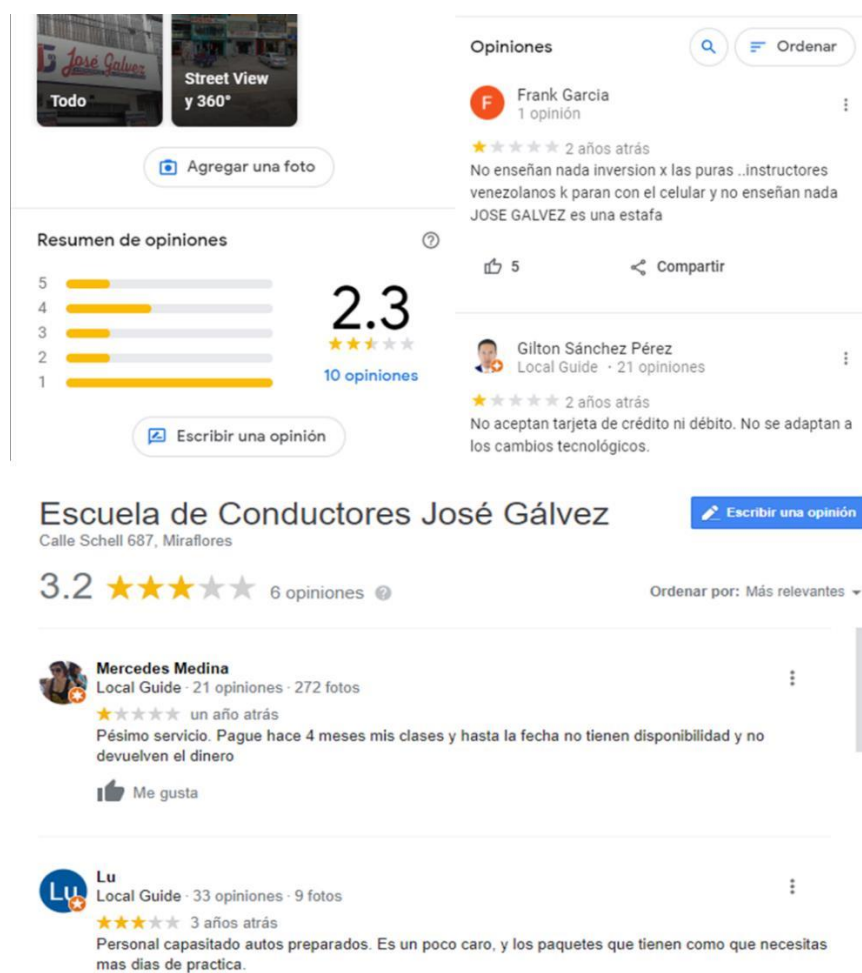 José Galvez
Todo
Street View
y 360°
Agregar una foto
Resumen de opiniones
5
4
3
2
1
2.3
10 opiniones
Escribir una opinión
Opiniones
Ordenar
F
Frank Garcia
1 opinión
2 años atrás
No enseñan nada inversion x las puras ..instructores
venezolanos k paran con el celular y no enseñan nada
JOSE GALVEZ es una estafa
5
Compartir
Gilton Sánchez Pérez
Local Guide · 21 opiniones
2 años atrás
No aceptan tarjeta de crédito ni débito. No se adaptan a
los cambios tecnológicos.
Escuela de Conductores José Gálvez
Escribir una opinión
Calle Schell 687, Miraflores
3.2
6 opiniones
Ordenar por: Más relevantes
Mercedes Medina
Local Guide · 21 opiniones · 272 fotos
un año atrás
Pésimo servicio. Pague hace 4 meses mis clases y hasta la fecha no tienen disponibilidad y no
devuelven el dinero
Me gusta
Lu
Lu
Local Guide · 33 opiniones · 9 fotos
3 años atrás
Personal capasitado autos preparados. Es un poco caro, y los paquetes que tienen como que necesitas
mas dias de practica.